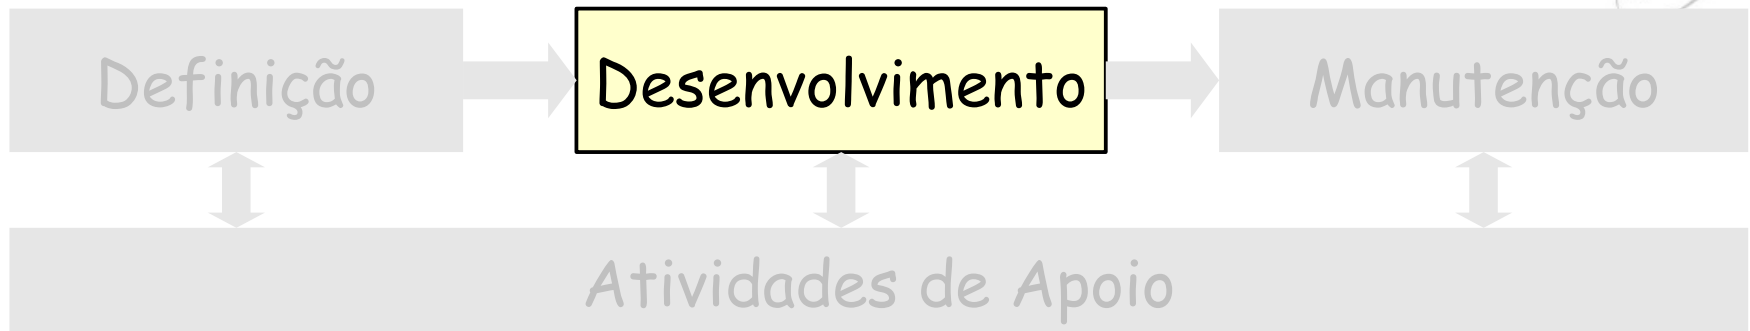 Definição
Desenvolvimento
Manutenção
Atividades de Apoio